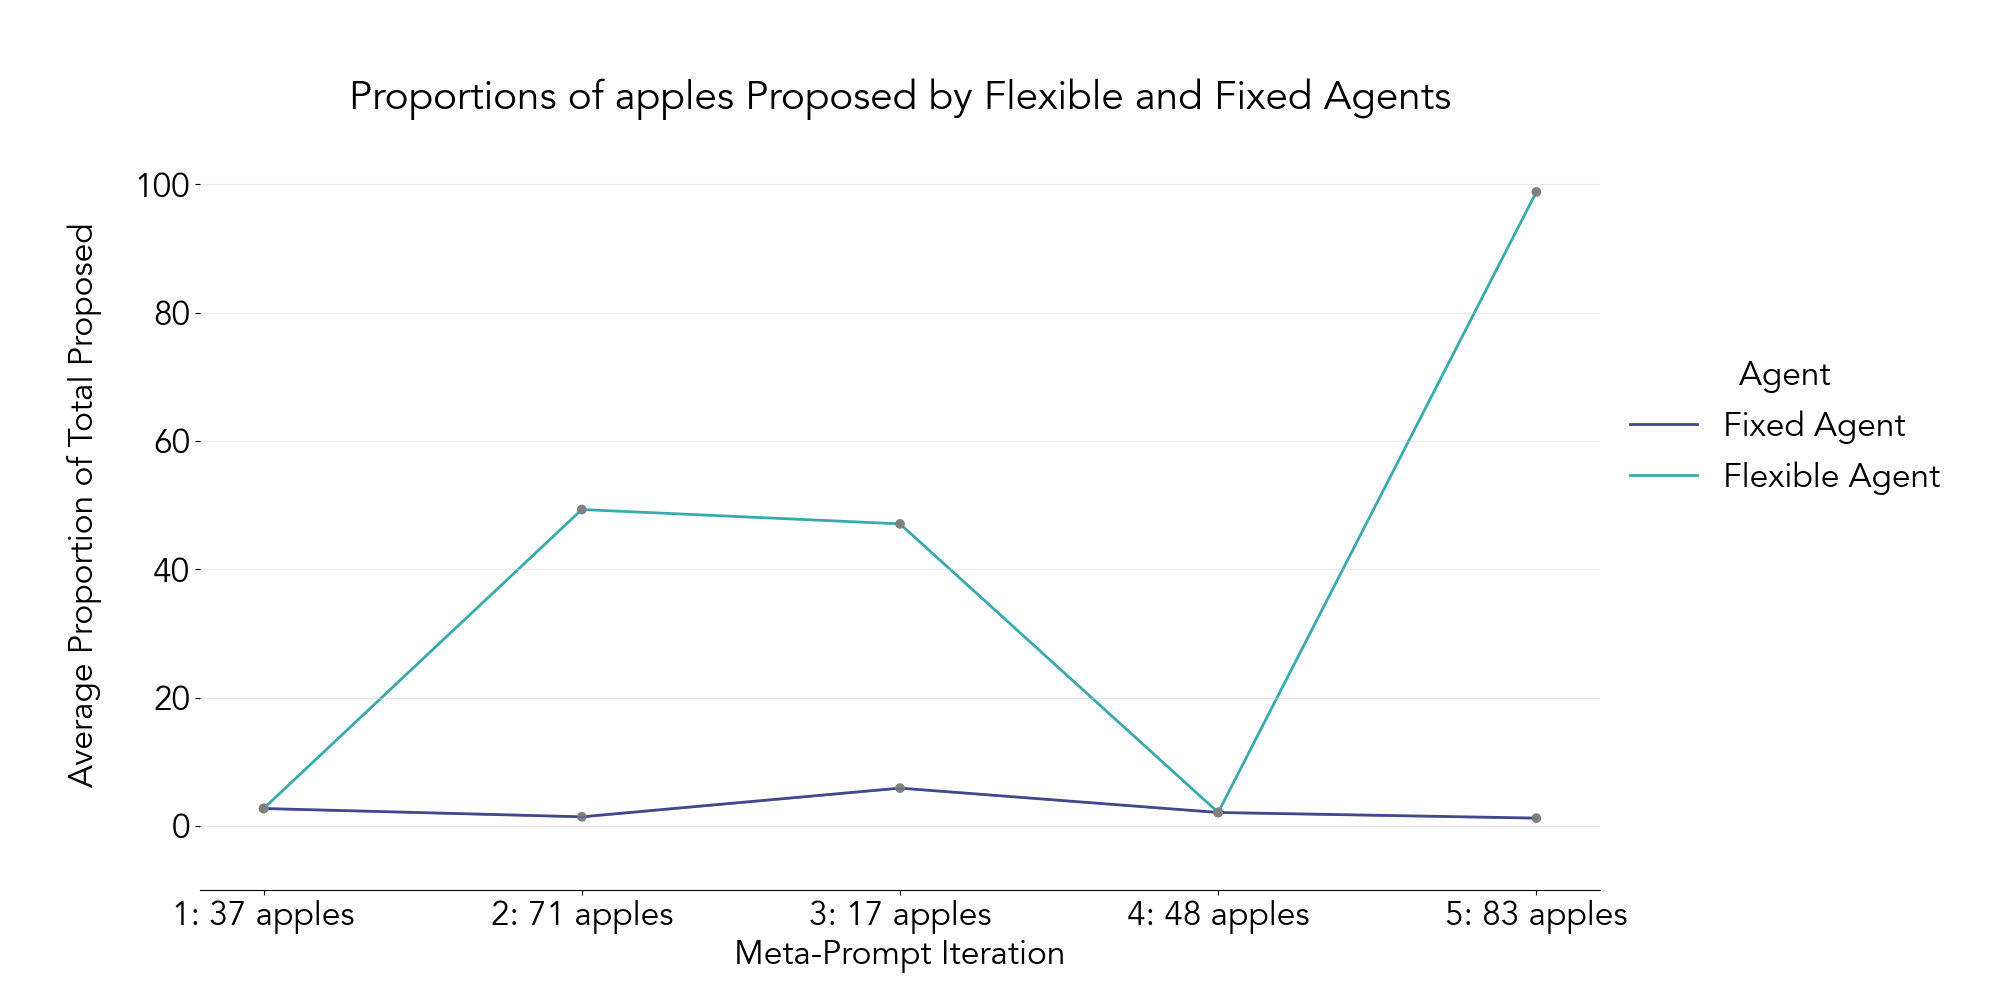 Proportions of apples Proposed by Flexible and Fixed Agents
Average Proportion of Total Proposed
100
80
60
40
20
0
1: 37 apples
2: 71 apples
3: 17 apples
4: 48 apples
5: 83 apples
Meta-Prompt Iteration
Agent
Fixed Agent
Flexible Agent